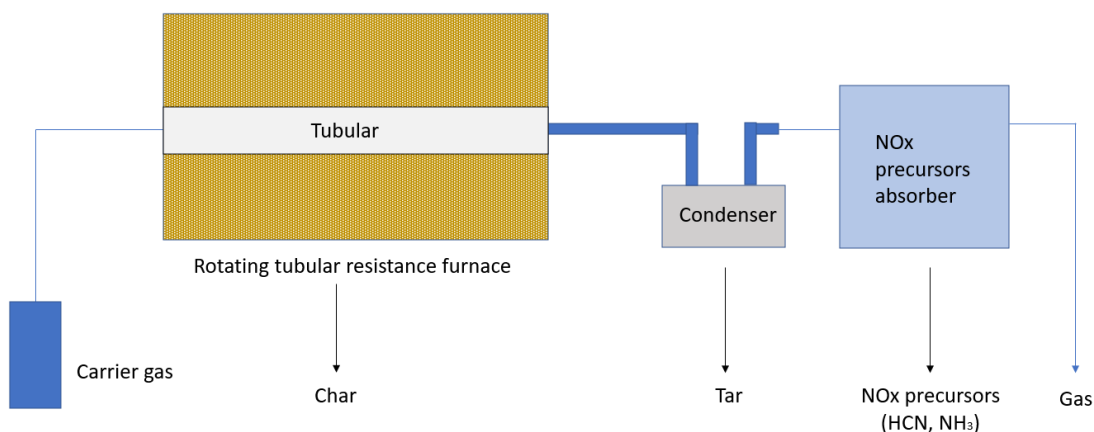 Tubular
NOx
precursors
absorber
Condenser
Rotating tubular resistance furnace
Carrier gas
Char
Tar
NOx precursors
(HCN, NH₃)
Gas